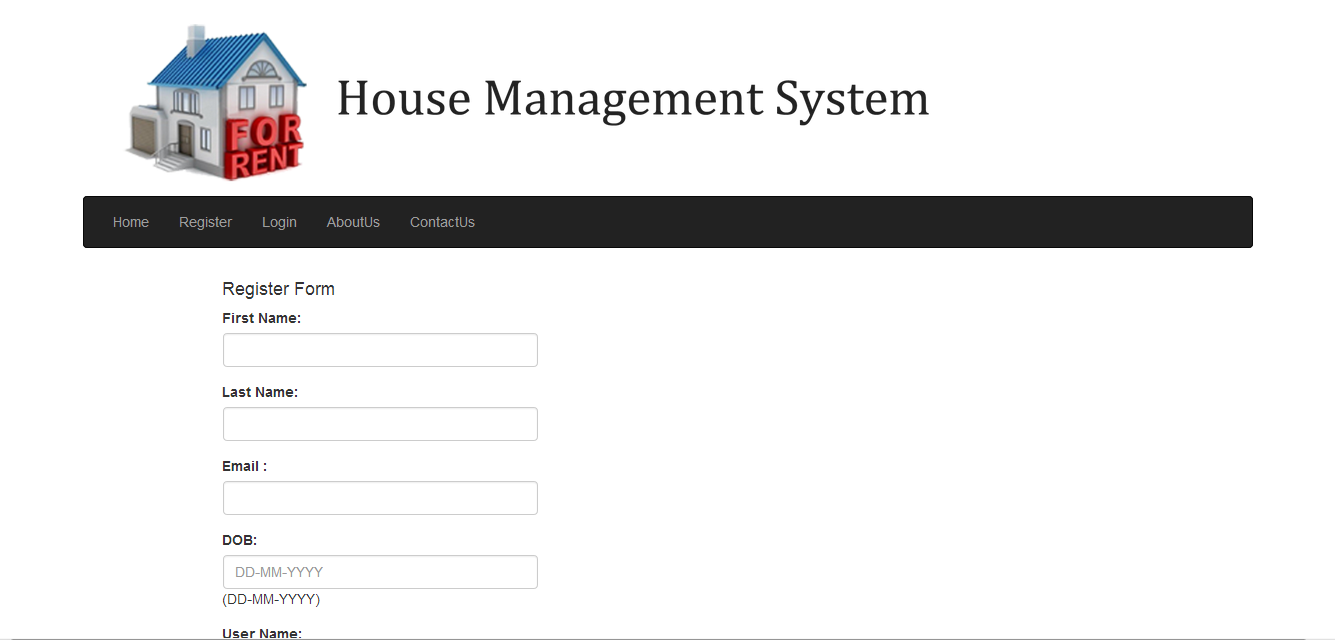 FOR
RENT
House Management System
Home Register Login AboutUs ContactUs
Register Form
First Name:
Last Name:
Email :
DOB:
DD-MM-YYYY
(DD-MM-YYYY)
User Name: